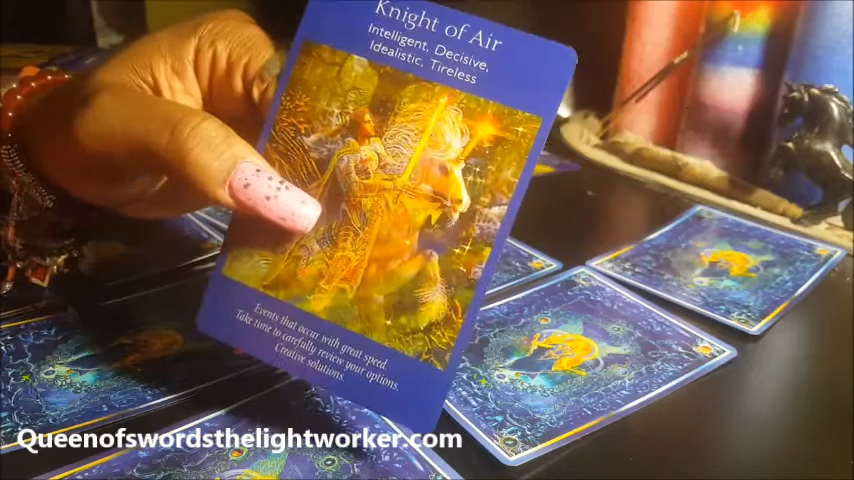 Knight of Air
Intelligent, Decisive,
Idealistic, Tireless
Events that occur with great speed.
Take time to carefully review your options.
Creative solutions.
Queenofswordsthelightworker.com